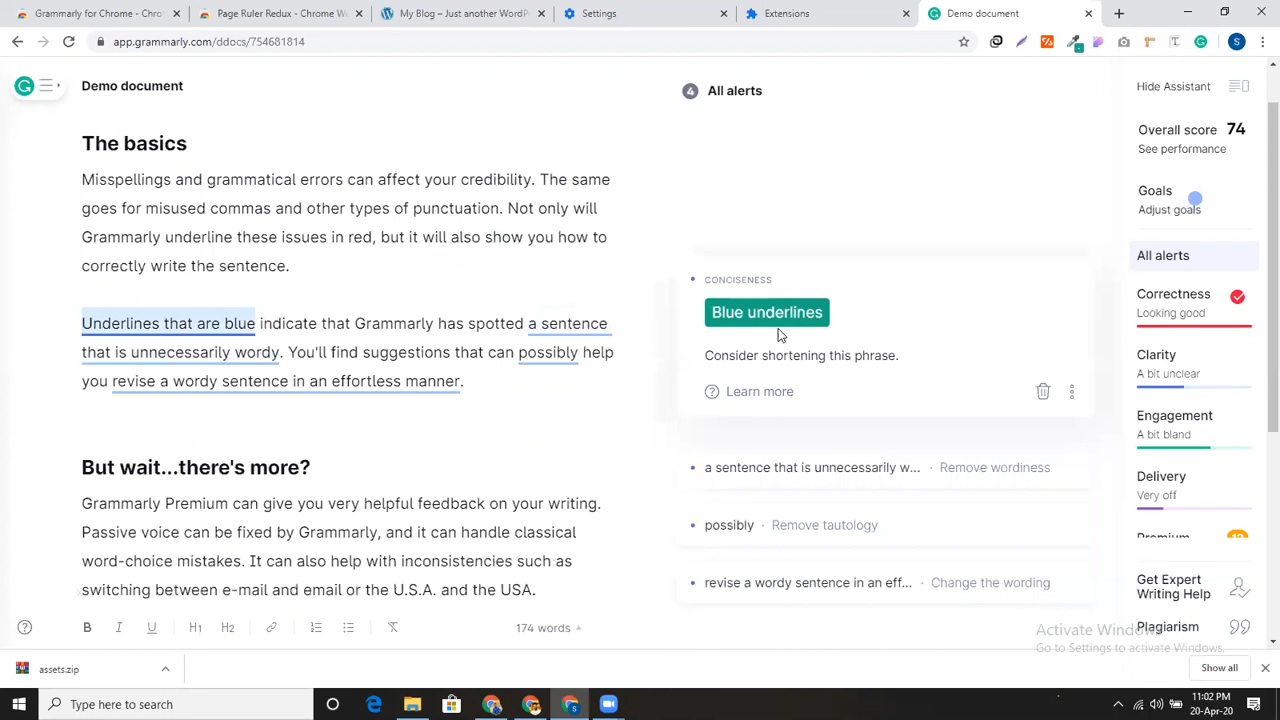 Grammarly for Chrome - Chro
Page Ruler Redux - Chrome W
My Blog – Just another WordP
Settings
Extensions
Demo document
app.grammarly.com/ddocs/754681814
Demo document
4 All alerts
Hide Assistant
Overall score 74
See performance
Goals
Adjust goals
All alerts
Correctness
Looking good
Clarity
A bit unclear
Engagement
A bit bland
Delivery
Very off
Premium
Get Expert
Writing Help
Plagiarism
The basics
Misspellings and grammatical errors can affect your credibility. The same
goes for misused commas and other types of punctuation. Not only will
Grammarly underline these issues in red, but it will also show you how to
correctly write the sentence.
Underlines that are blue indicate that Grammarly has spotted a sentence
that is unnecessarily wordy. You'll find suggestions that can possibly help
you revise a wordy sentence in an effortless manner.
But wait...there's more?
Grammarly Premium can give you very helpful feedback on your writing.
Passive voice can be fixed by Grammarly, and it can handle classical
word-choice mistakes. It can also help with inconsistencies such as
switching between e-mail and email or the U.S.A. and the USA.
CONCISENESS
Blue underlines
Consider shortening this phrase.
Learn more
a sentence that is unnecessarily w... · Remove wordiness
possibly · Remove tautology
revise a wordy sentence in an eff... · Change the wording
B I U H1 H2
174 words
Activate Windows
Go to Settings to activate Windows.
assets.zip
Show all
Type here to search
11:02 PM
20-Apr-20